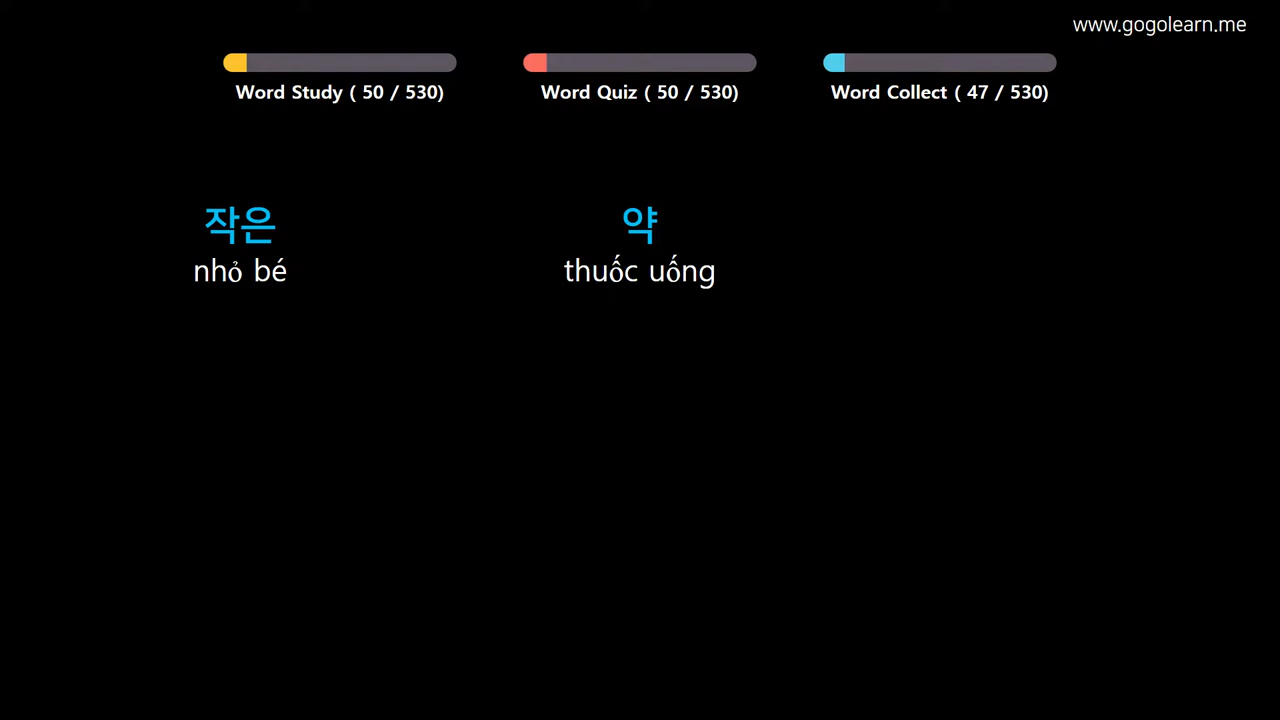 www.gogolearn.me
Word Study ( 50 / 530)
Word Quiz ( 50 / 530)
Word Collect ( 47 / 530)
작은
nhỏ bé
약
thuốc uống